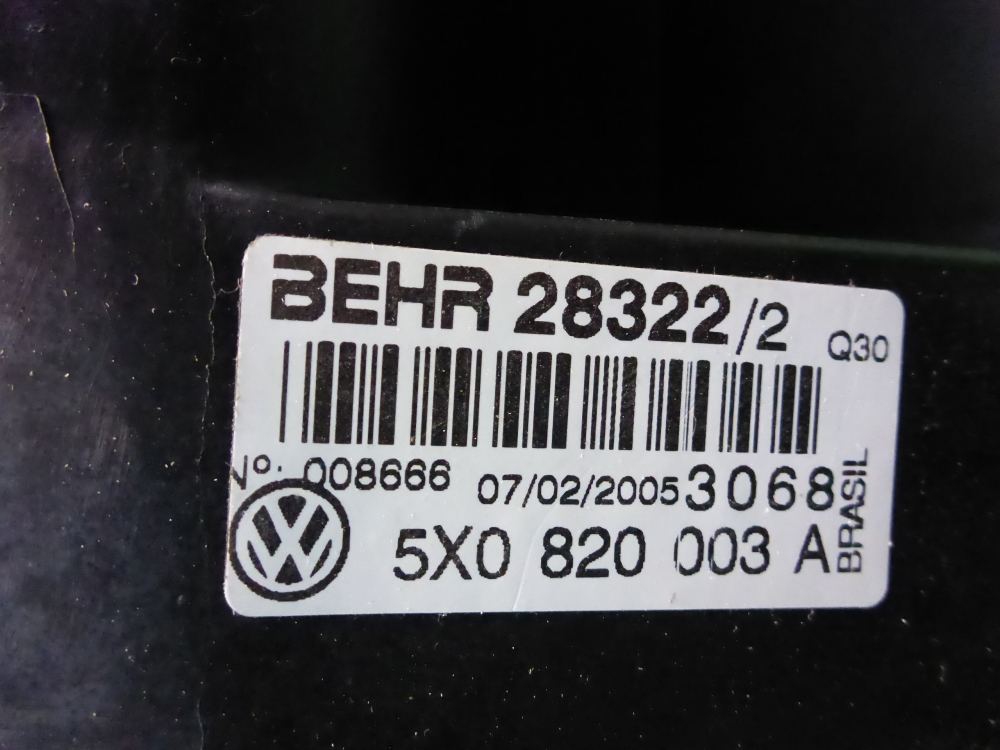 BEHR 28322/2 Q30
Nº. 008666 07/02/2005 3068
5X0 820 003 A
BRASIL